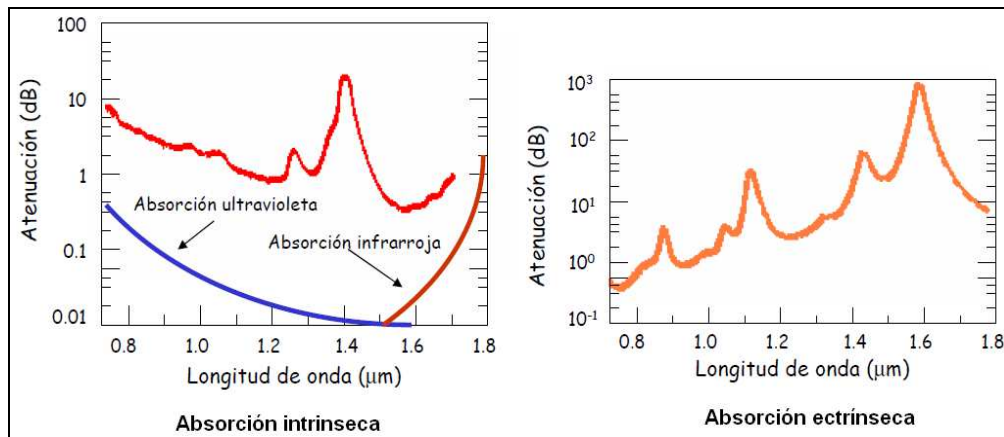 100
10
1
0.1
0.01
Atenuación (dB)
Absorción ultravioleta
Absorción infrarroja
0.8 1.0 1.2 1.4 1.6 1.8
Longitud de onda (μm)
Absorción intrínseca
10³
10²
10¹
10⁰
10⁻¹
Atenuación (dB)
0.8 1.0 1.2 1.4 1.6 1.8
Longitud de onda (μm)
Absorción ectrínseca